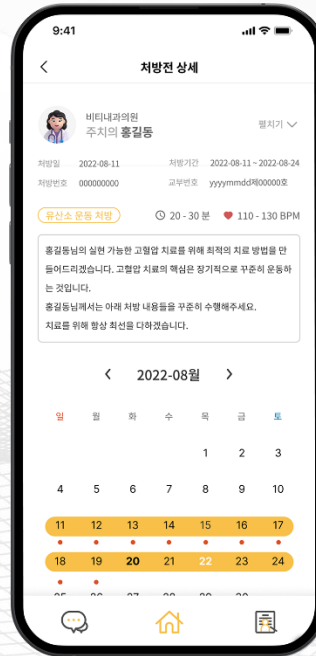 9:41
처방전 상세
비티내과의원
주치의 홍길동
펼치기
처방일 2022-08-11 처방기간 2022-08-11 ~ 2022-08-24
처방번호 000000000 교부번호 yyyymmdd제00000호
유산소 운동 처방 20 - 30 분 110 - 130 BPM
홍길동님의 실현 가능한 고혈압 치료를 위해 최적의 치료 방법을 만
들어드리겠습니다. 고혈압 치료의 핵심은 장기적으로 꾸준히 운동하
는 것입니다.
홍길동님께서는 아래 처방 내용들을 꾸준히 수행해주세요.
치료를 위해 항상 최선을 다하겠습니다.
2022-08월
일 월 화 수 목 금 토
1 2 3
4 5 6 7 8 9 10
11 12 13 14 15 16 17
18 19 20 21 22 23 24
25 26 27 28 29 30